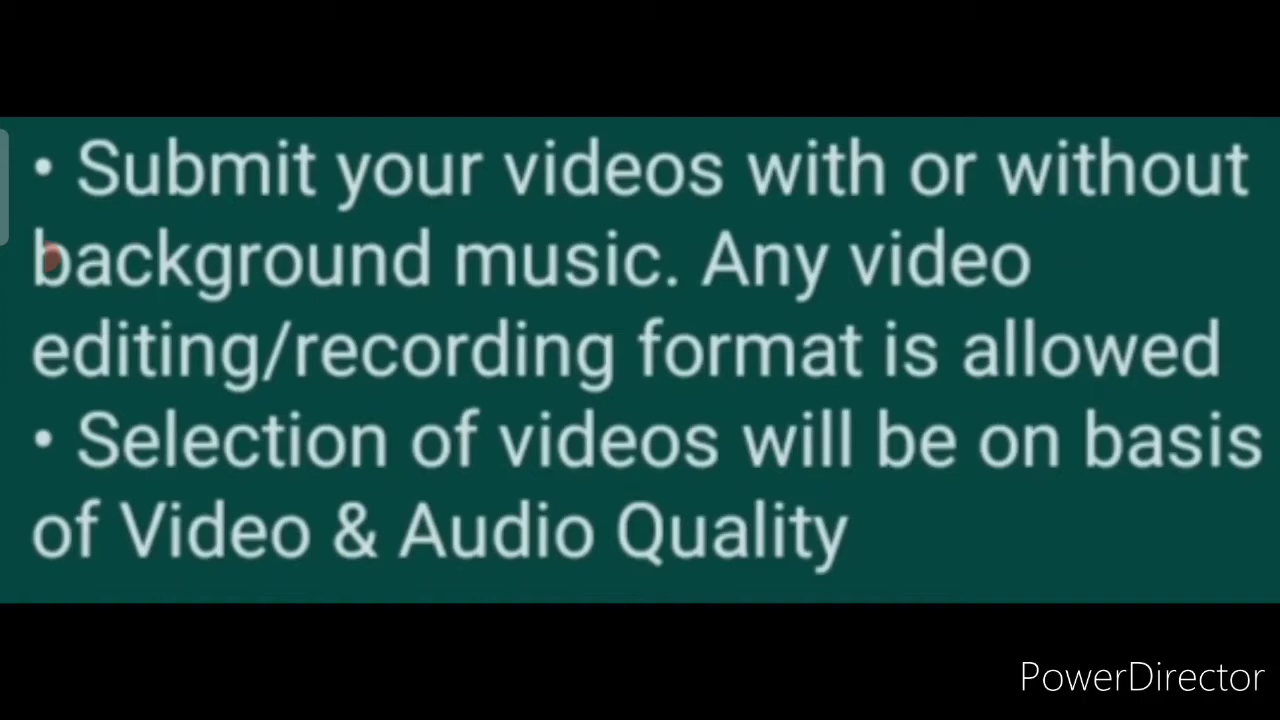 • Submit your videos with or without
background music. Any video
editing/recording format is allowed
• Selection of videos will be on basis
of Video & Audio Quality
PowerDirector